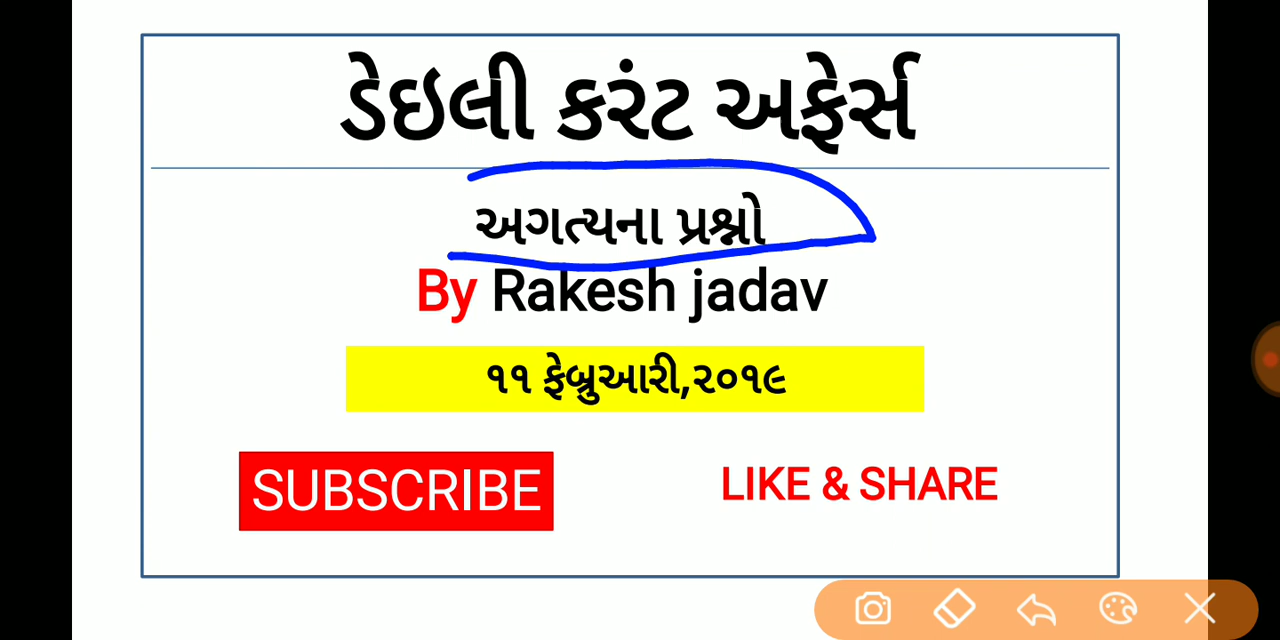 ડેઇલી કરંટ અફેર્સ
અગત્યના પ્રશ્નો
By Rakesh jadav
૧૧ ફેબ્રુઆરી,૨૦૧૯
SUBSCRIBE
LIKE & SHARE